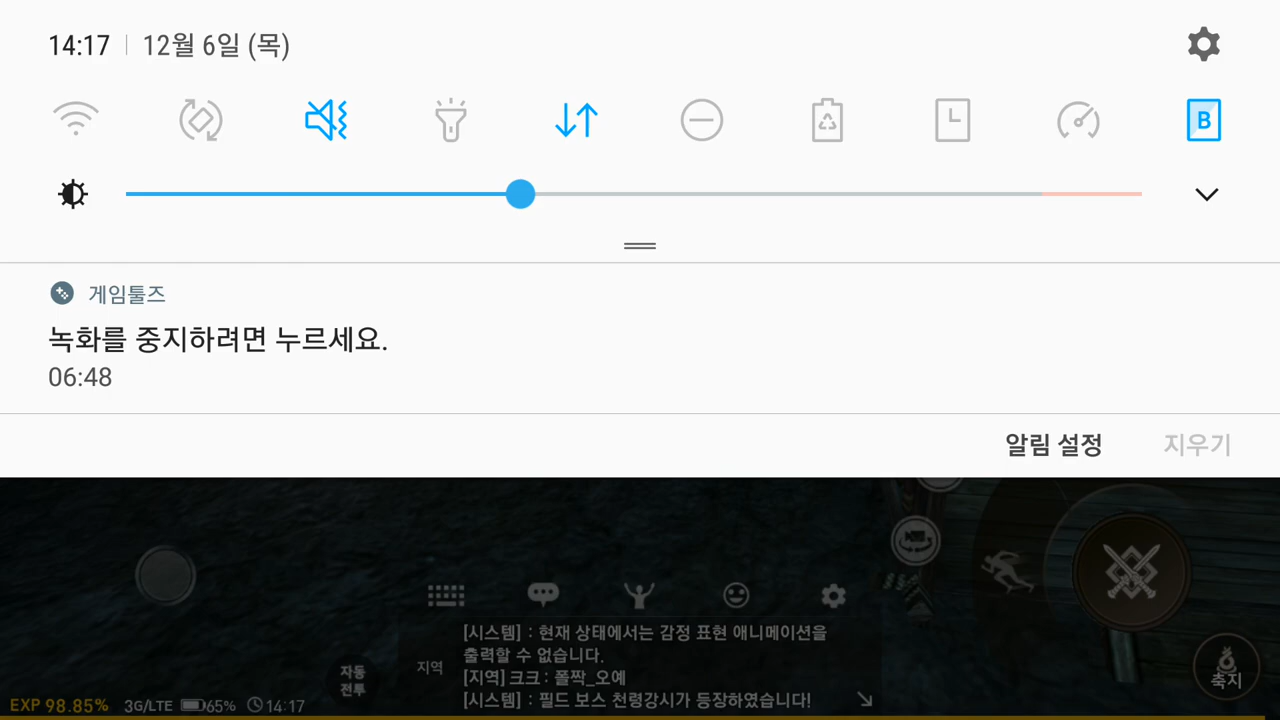 14:17 | 12월 6일 (목)
B
게임툴즈
녹화를 중지하려면 누르세요.
06:48
알림 설정 지우기
[시스템] : 현재 상태에서는 감정 표현 애니메이션을
출력할 수 없습니다.
지역
[지역] 크크 : 폴짝_오예
[시스템] : 필드 보스 천령강시가 등장하였습니다!
자동
전투
축지
EXP 98.85% 3G/LTE 65% 14:17